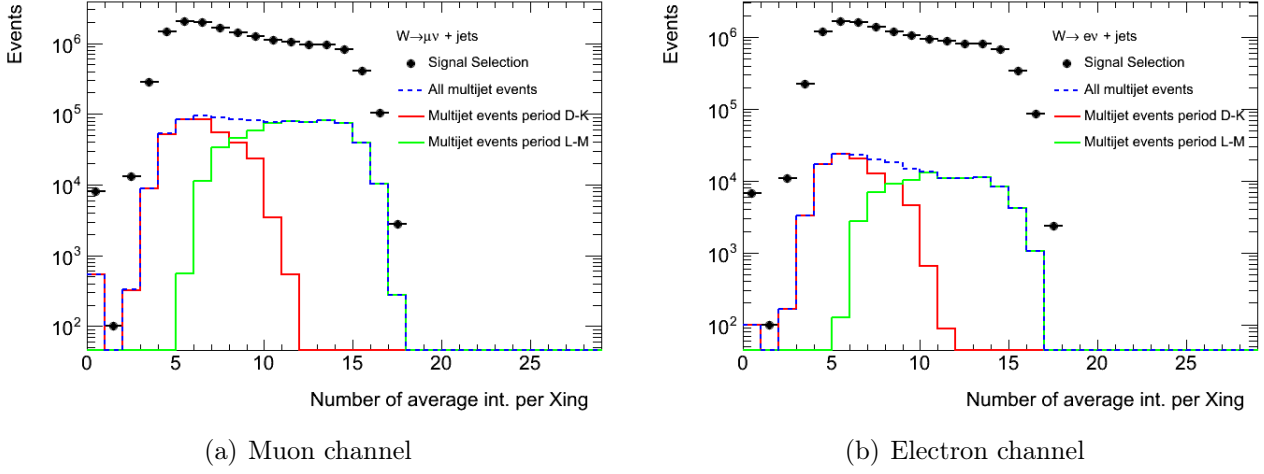 Events
10⁶
10⁵
10⁴
10³
10²
W→μν + jets
Signal Selection
All multijet events
Multijet events period D-K
Multijet events period L-M
0 5 10 15 20 25
Number of average int. per Xing
(a) Muon channel
Events
10⁶
10⁵
10⁴
10³
10²
W→ eν + jets
Signal Selection
All multijet events
Multijet events period D-K
Multijet events period L-M
0 5 10 15 20 25
Number of average int. per Xing
(b) Electron channel